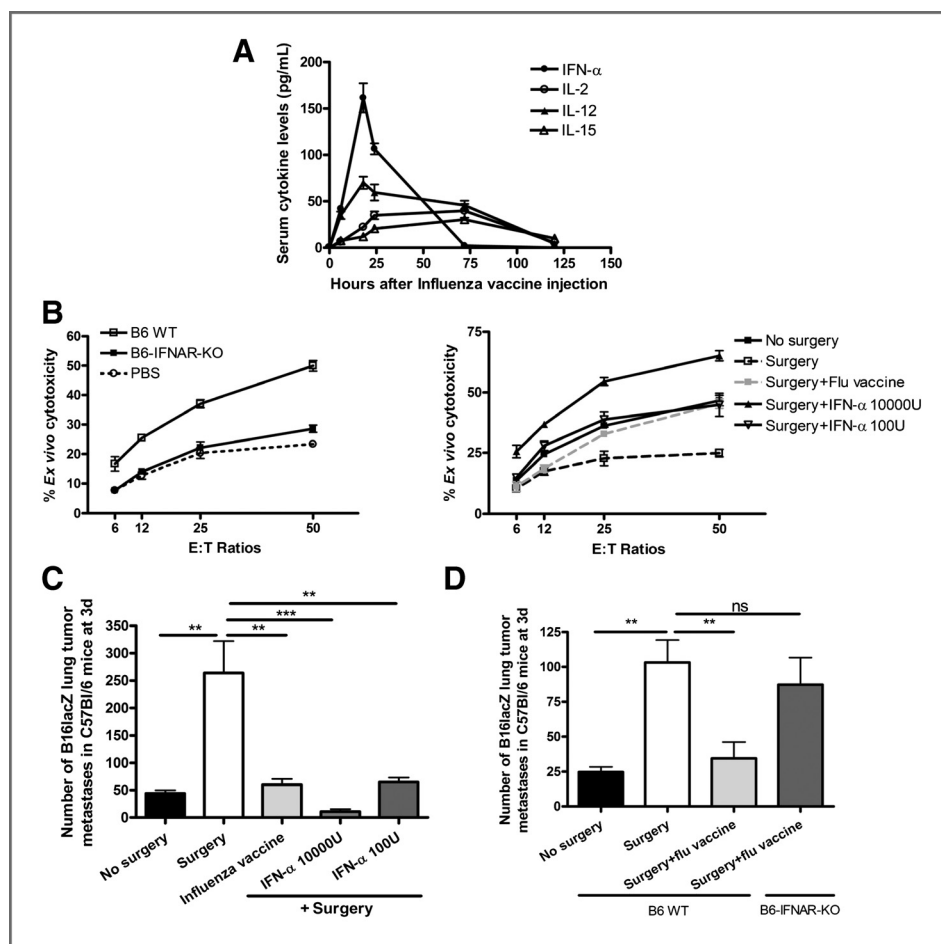 A
Serum cytokine levels (pg/mL)
200
150
100
50
0
0 25 50 75 100 125 150
Hours after Influenza vaccine injection
IFN-α
IL-2
IL-12
IL-15
B
% Ex vivo cytotoxicity
60
50
40
30
20
10
0
6 12 25 50
E:T Ratios
B6 WT
B6-IFNAR-KO
PBS
% Ex vivo cytotoxicity
75
50
25
0
6 12 25 50
E:T Ratios
No surgery
Surgery
Surgery+Flu vaccine
Surgery+IFN-α 10000U
Surgery+IFN-α 100U
C
Number of B16lacZ lung tumor
metastases in C57Bl/6 mice at 3d
350
300
250
200
150
100
50
0
**
***
** **
No surgery
Surgery
Influenza vaccine
IFN-α 10000U
IFN-α 100U
+ Surgery
D
Number of B16lacZ lung tumor
metastases in C57Bl/6 mice at 3d
125
100
75
50
25
0
ns
** **
No surgery
Surgery
Surgery+flu vaccine
Surgery+flu vaccine
B6 WT B6-IFNAR-KO